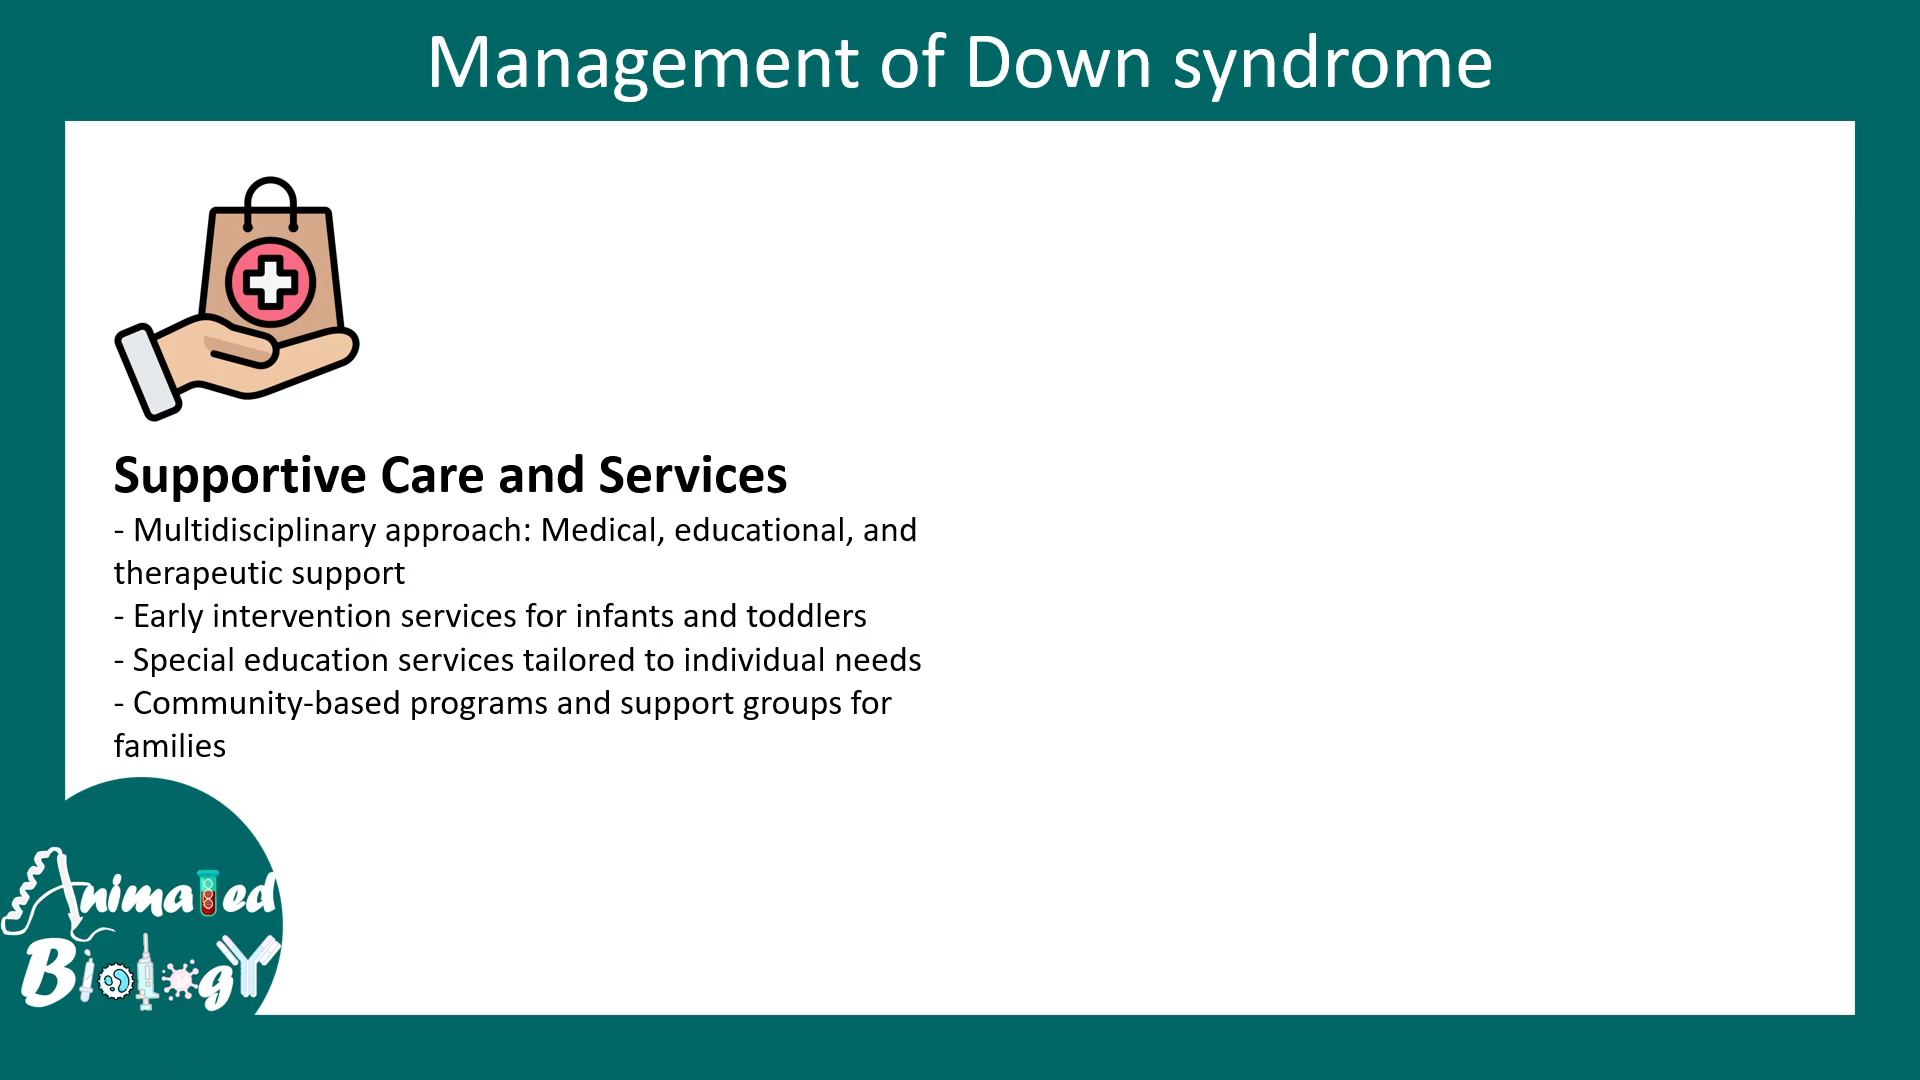 Management of Down syndrome
Supportive Care and Services
- Multidisciplinary approach: Medical, educational, and
therapeutic support
- Early intervention services for infants and toddlers
- Special education services tailored to individual needs
- Community-based programs and support groups for
families
Animated
Biology